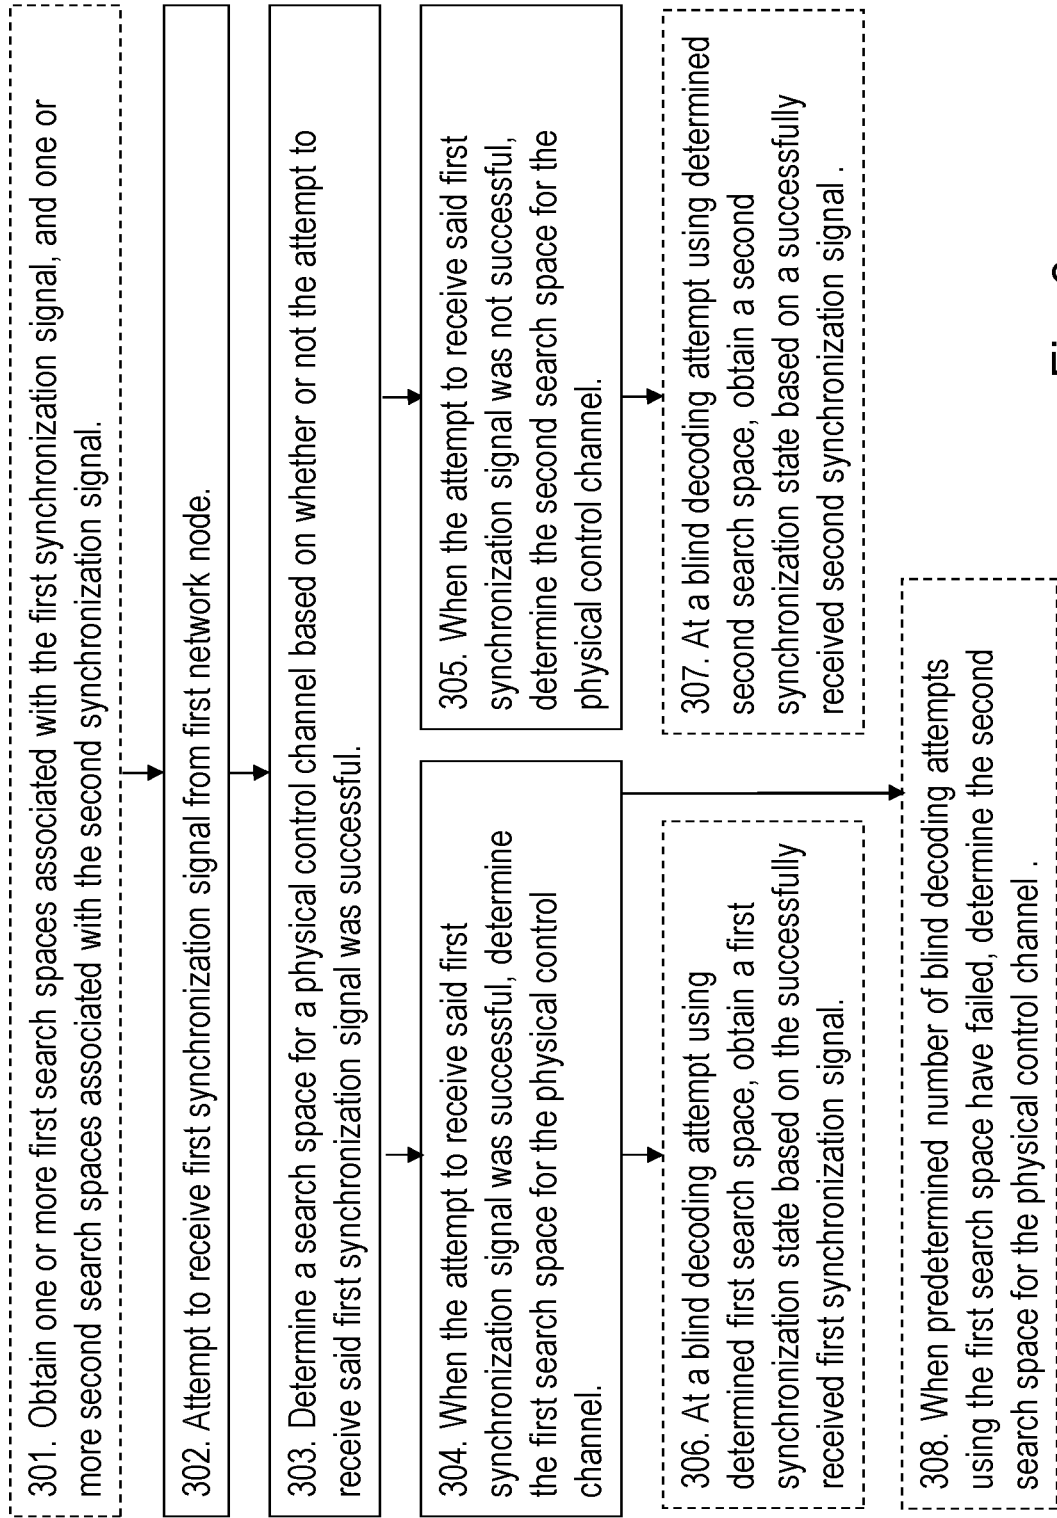 301. Obtain one or more first search spaces associated with the first synchronization signal, and one or
more second search spaces associated with the second synchronization signal.
302. Attempt to receive first synchronization signal from first network node.
303. Determine a search space for a physical control channel based on whether or not the attempt to
receive said first synchronization signal was successful.
304. When the attempt to receive said first
synchronization signal was successful, determine
the first search space for the physical control
channel.
305. When the attempt to receive said first
synchronization signal was not successful,
determine the second search space for the
physical control channel.
306. At a blind decoding attempt using
determined first search space, obtain a first
synchronization state based on the successfully
received first synchronization signal.
307. At a blind decoding attempt using determined
second search space, obtain a second
synchronization state based on a successfully
received second synchronization signal .
308. When predetermined number of blind decoding attempts
using the first search space have failed, determine the second
search space for the physical control channel .